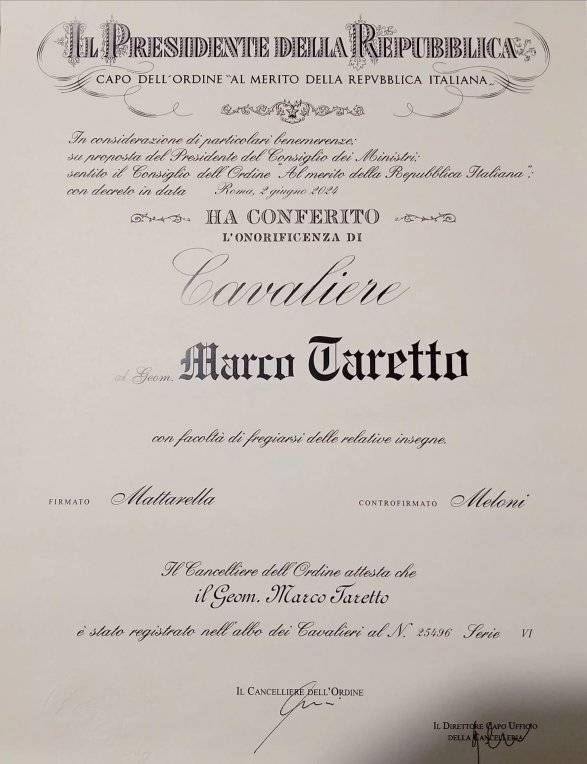 IL PRESIDENTE DELLA REPUBBLICA
CAPO DELL'ORDINE "AL MERITO DELLA REPVBBLICA ITALIANA"
In considerazione di particolari benemerenze;
su proposta del Presidente del Consiglio dei Ministri;
sentito il Consiglio dell'Ordine "Al merito della Repubblica Italiana";
con decreto in data Roma, 2 giugno 2024
HA CONFERITO
L'ONORIFICENZA DI
Cavaliere
al Geom. Marco Taretto
con facoltà di fregiarsi delle relative insegne.
FIRMATO Mattarella CONTROFIRMATO Meloni
Il Cancelliere dell'Ordine attesta che
il Geom. Marco Taretto
è stato registrato nell'albo dei Cavalieri al N. 25496 Serie VI
IL CANCELLIERE DELL'ORDINE
IL DIRETTORE CAPO UFFICIO
DELLA CANCELLERIA